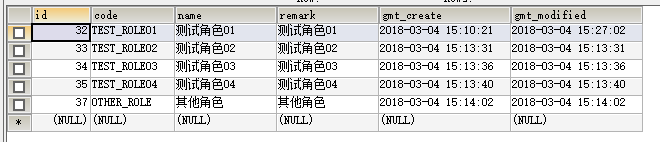 id code name remark gmt_create gmt_modified
32 TEST_ROLE01 测试角色01 测试角色01 2018-03-04 15:10:21 2018-03-04 15:27:02
33 TEST_ROLE02 测试角色02 测试角色02 2018-03-04 15:13:31 2018-03-04 15:13:31
34 TEST_ROLE03 测试角色03 测试角色03 2018-03-04 15:13:36 2018-03-04 15:13:36
35 TEST_ROLE04 测试角色04 测试角色04 2018-03-04 15:13:40 2018-03-04 15:13:40
37 OTHER_ROLE 其他角色 其他角色 2018-03-04 15:14:02 2018-03-04 15:14:02
* (NULL) (NULL) (NULL) (NULL) (NULL) (NULL)